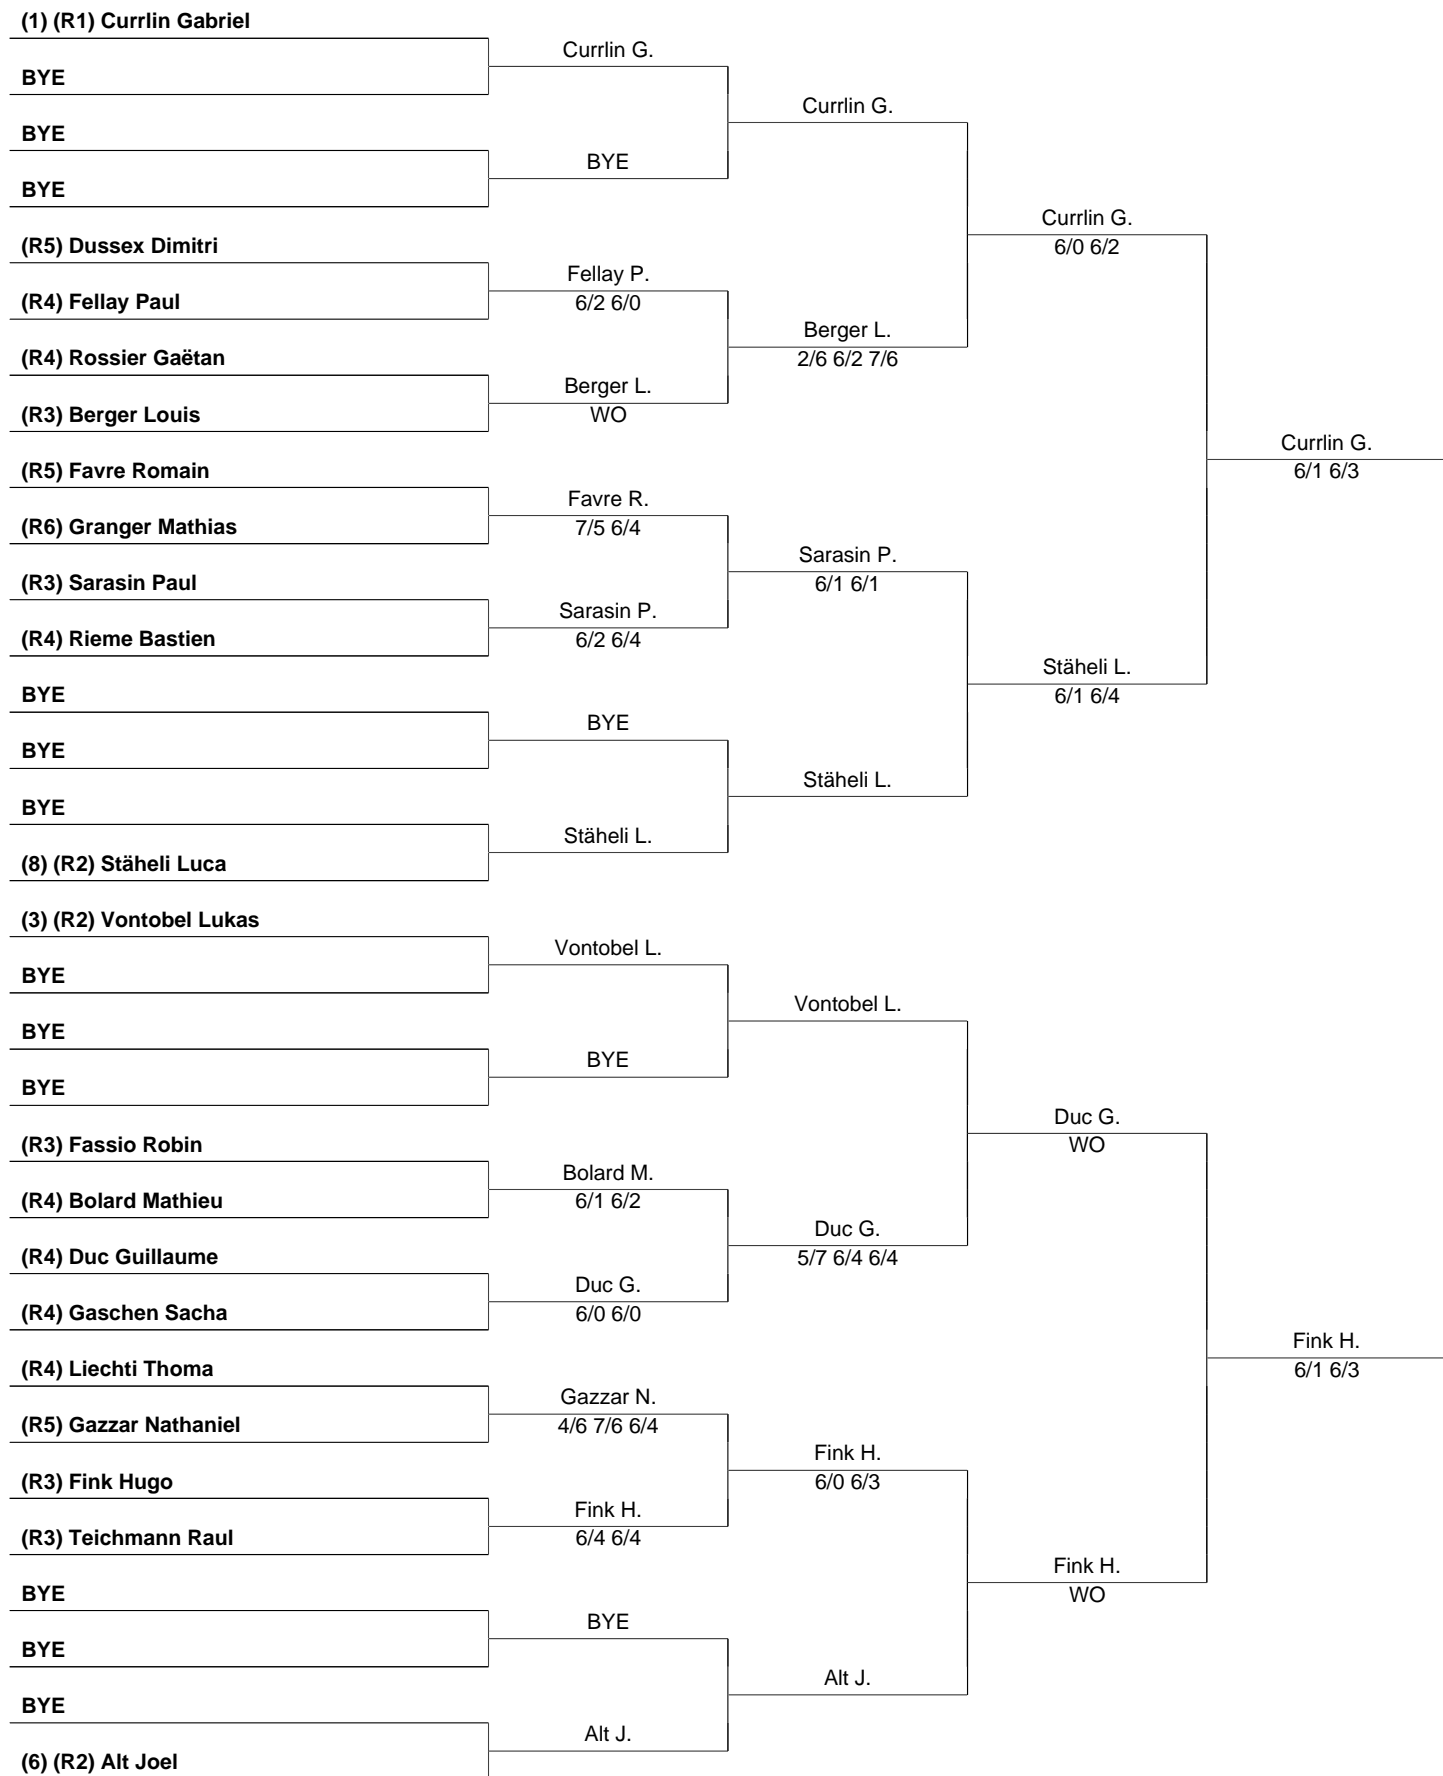 (1) (R1) Currlin Gabriel
Currlin G.
BYE
Currlin G.
BYE
BYE
BYE
Currlin G.
6/0 6/2
(R5) Dussex Dimitri
Fellay P.
6/2 6/0
(R4) Fellay Paul
Berger L.
2/6 6/2 7/6
(R4) Rossier Gaëtan
Berger L.
WO
(R3) Berger Louis
Currlin G.
6/1 6/3
(R5) Favre Romain
Favre R.
7/5 6/4
(R6) Granger Mathias
Sarasin P.
6/1 6/1
(R3) Sarasin Paul
Sarasin P.
6/2 6/4
(R4) Rieme Bastien
Stäheli L.
6/1 6/4
BYE
BYE
BYE
Stäheli L.
BYE
Stäheli L.
(8) (R2) Stäheli Luca
(3) (R2) Vontobel Lukas
Vontobel L.
BYE
Vontobel L.
BYE
BYE
BYE
Duc G.
WO
(R3) Fassio Robin
Bolard M.
6/1 6/2
(R4) Bolard Mathieu
Duc G.
5/7 6/4 6/4
(R4) Duc Guillaume
Duc G.
6/0 6/0
(R4) Gaschen Sacha
Fink H.
6/1 6/3
(R4) Liechti Thoma
Gazzar N.
4/6 7/6 6/4
(R5) Gazzar Nathaniel
Fink H.
6/0 6/3
(R3) Fink Hugo
Fink H.
6/4 6/4
(R3) Teichmann Raul
Fink H.
WO
BYE
BYE
BYE
Alt J.
BYE
Alt J.
(6) (R2) Alt Joel